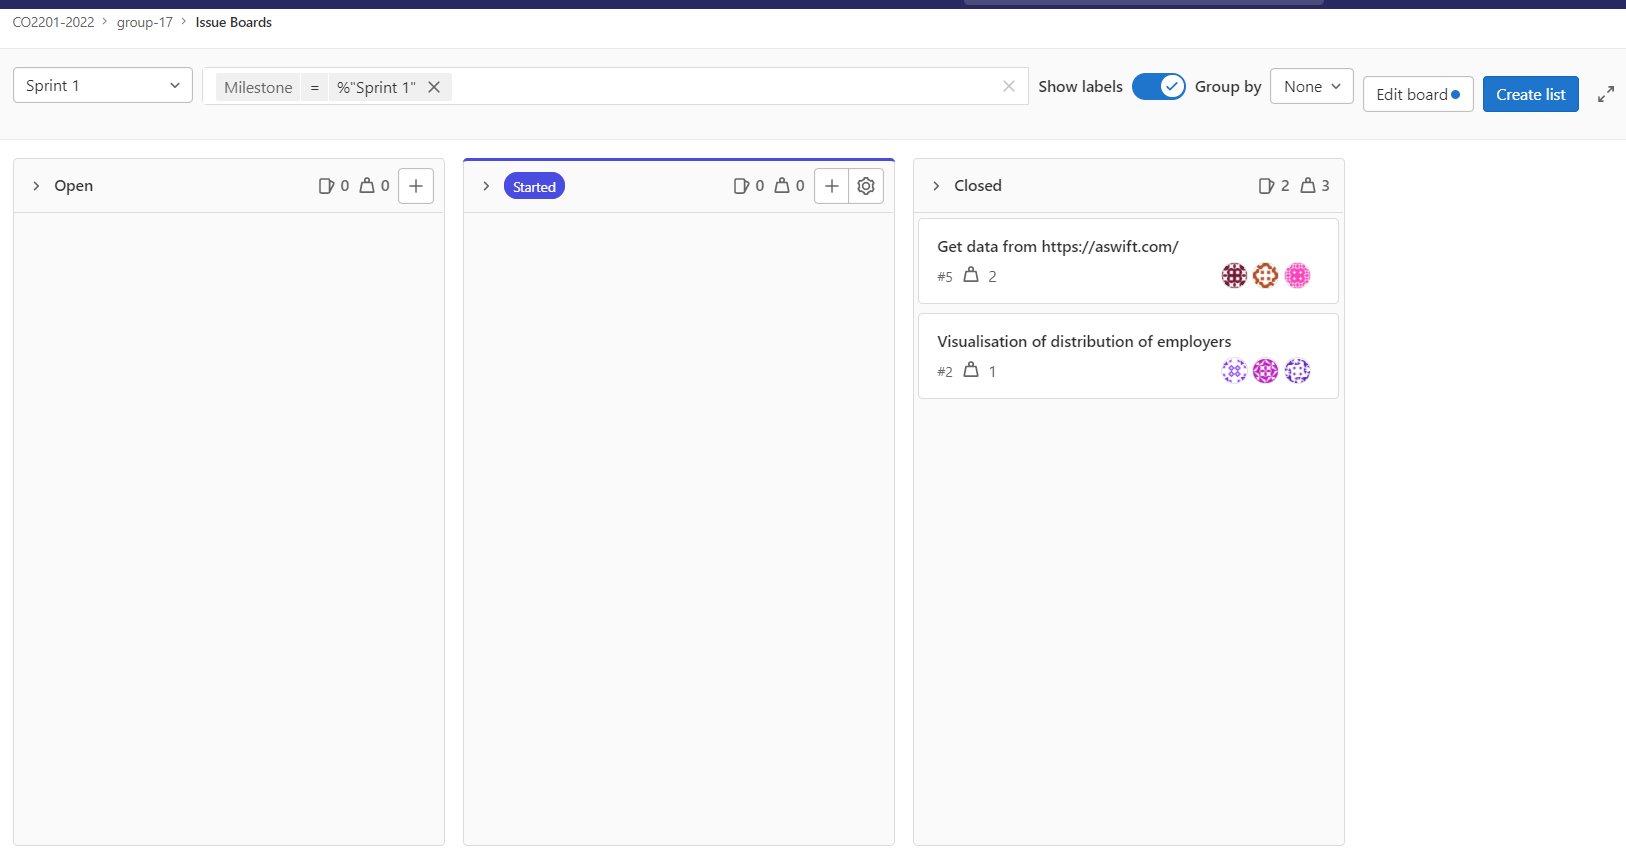 CO2201-2022 > group-17 > Issue Boards
Sprint 1 Milestone = %"Sprint 1" Show labels Group by None Edit board Create list
Open 0 0
Started 0 0
Closed 2 3
Get data from https://aswift.com/
#5 2
Visualisation of distribution of employers
#2 1